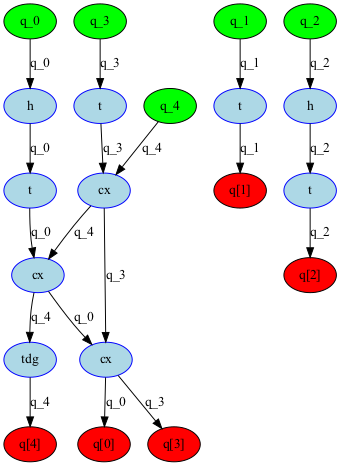 q_0 q_3 q_1 q_2
q_0 q_3 q_1 q_2
h t q_4 t h
q_0 q_3 q_4 q_1 q_2
t cx q[1] t
q_0 q_4 q_2
cx q_3 q[2]
q_4 q_0
tdg cx
q_4 q_0 q_3
q[4] q[0] q[3]